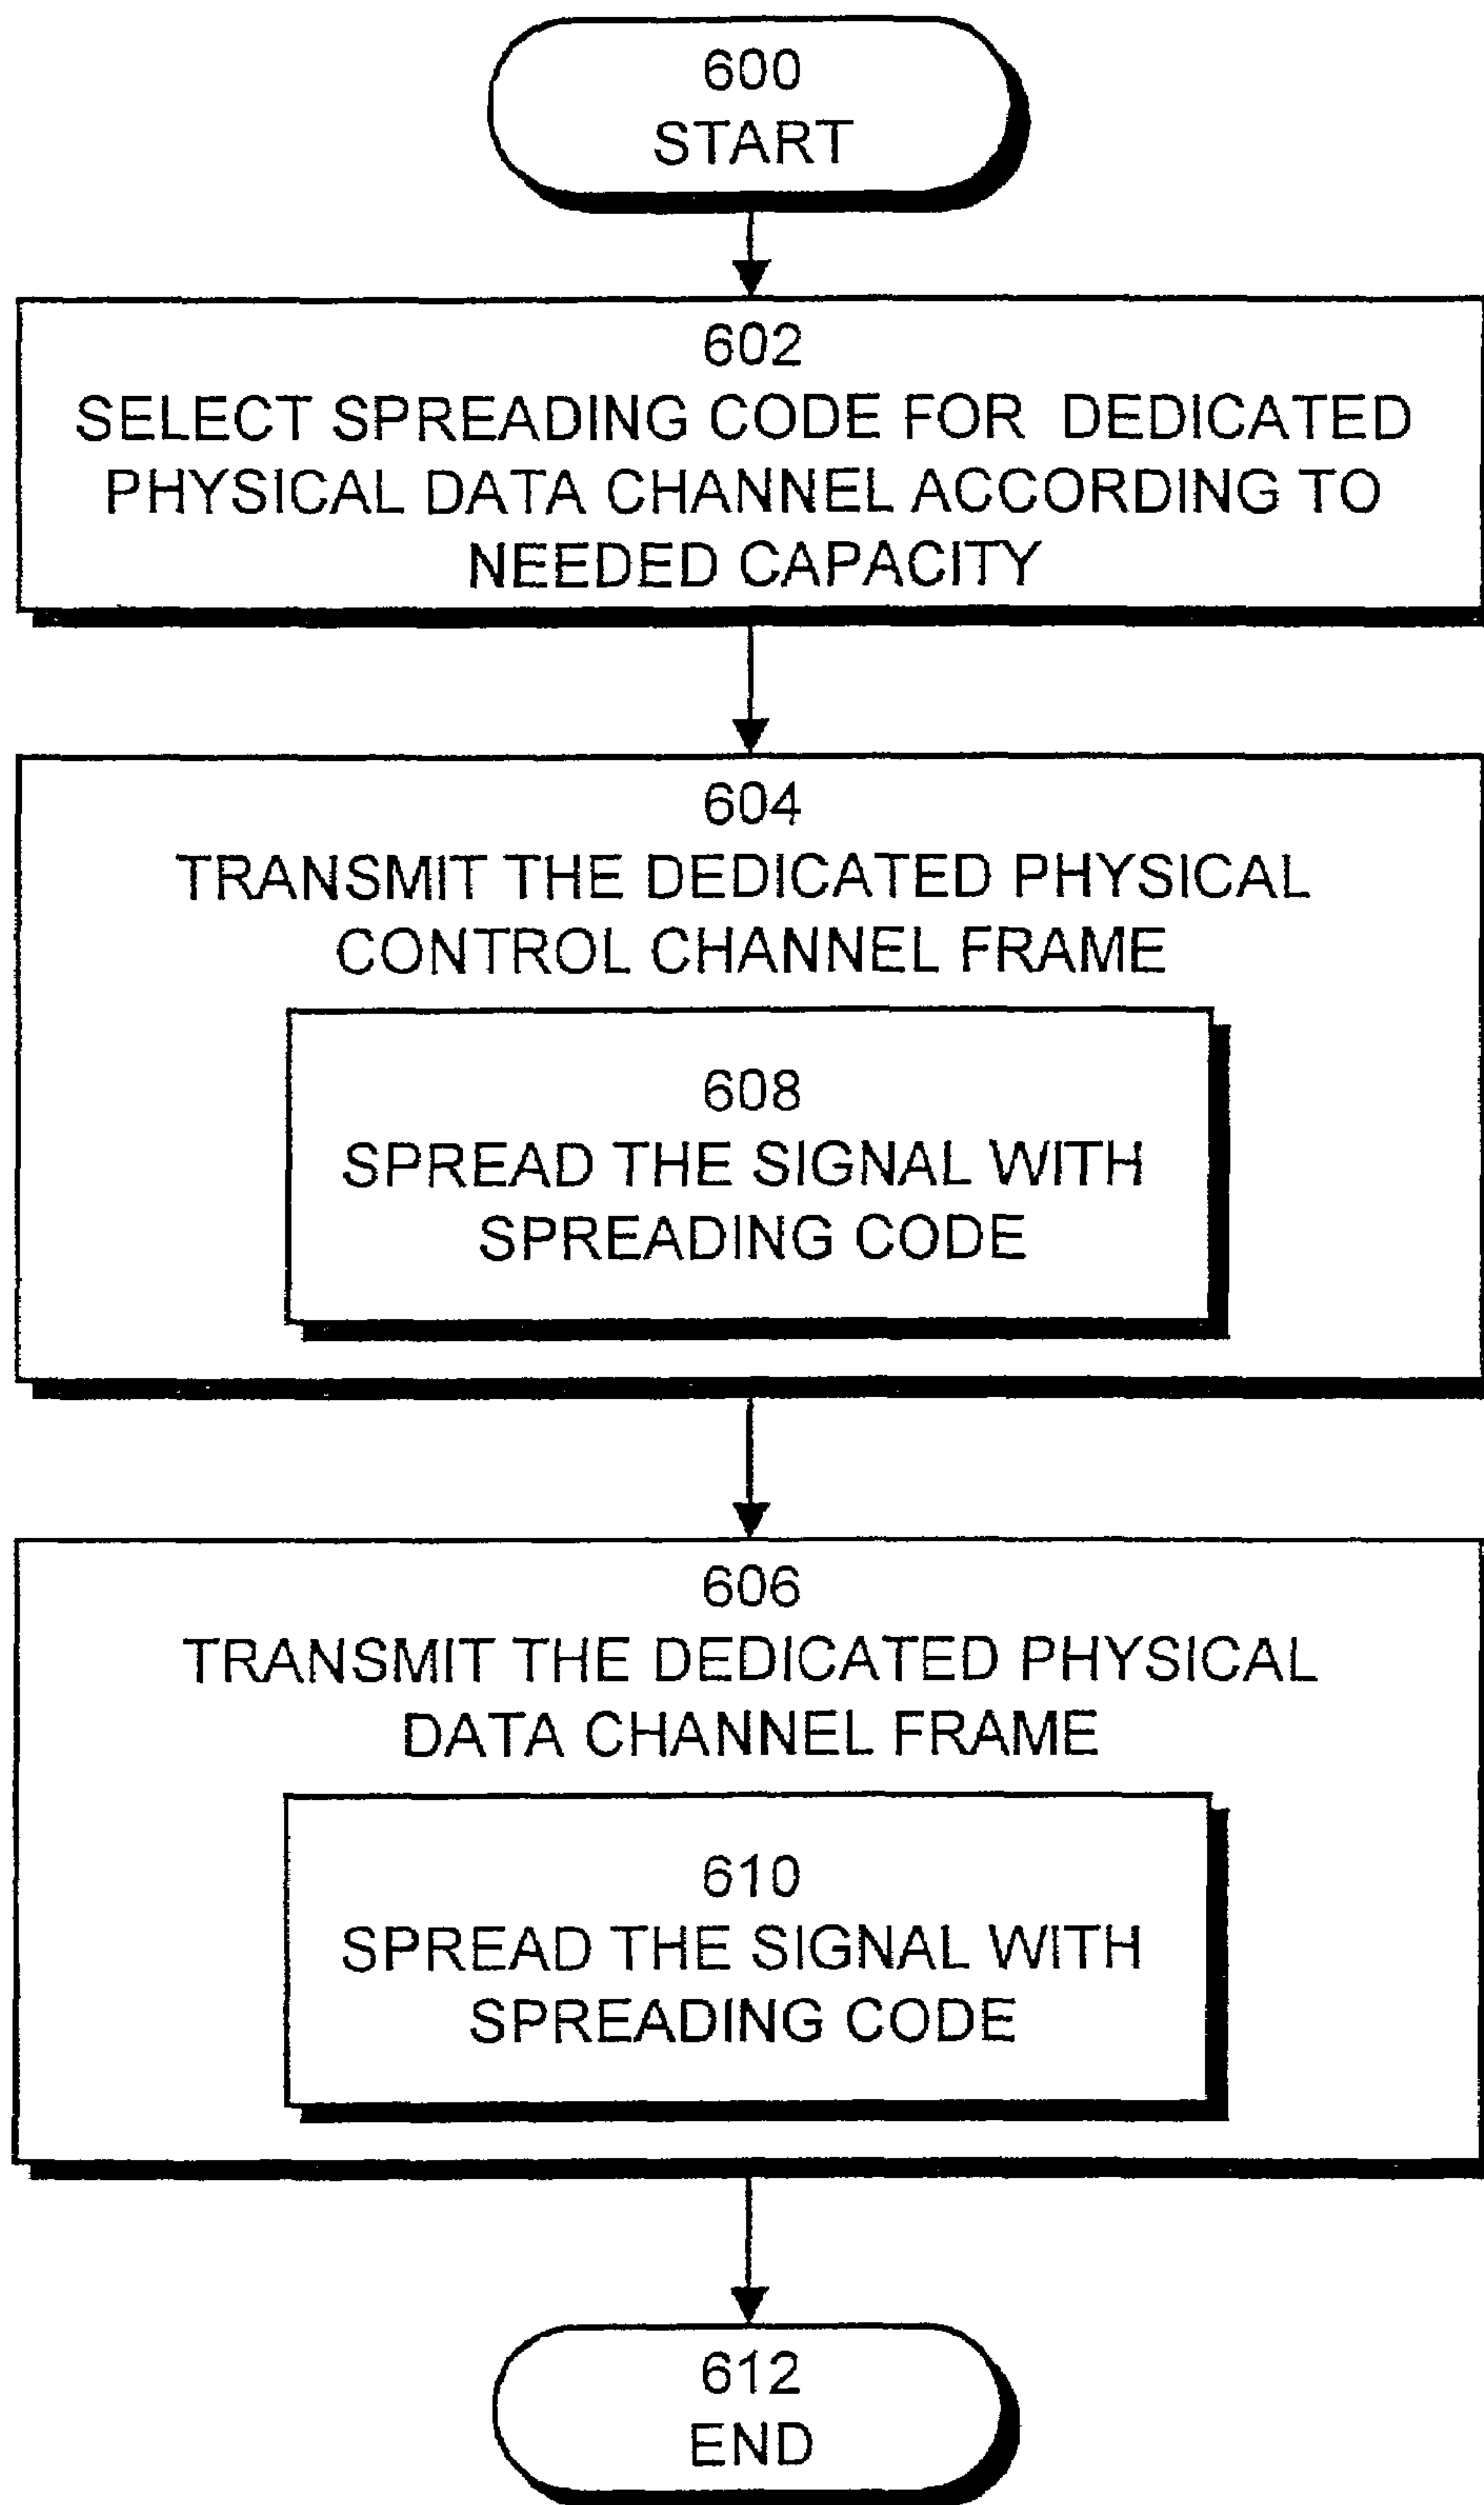 600
START
602
SELECT SPREADING CODE FOR DEDICATED
PHYSICAL DATA CHANNEL ACCORDING TO
NEEDED CAPACITY
604
TRANSMIT THE DEDICATED PHYSICAL
CONTROL CHANNEL FRAME
608
SPREAD THE SIGNAL WITH
SPREADING CODE
606
TRANSMIT THE DEDICATED PHYSICAL
DATA CHANNEL FRAME
610
SPREAD THE SIGNAL WITH
SPREADING CODE
612
END